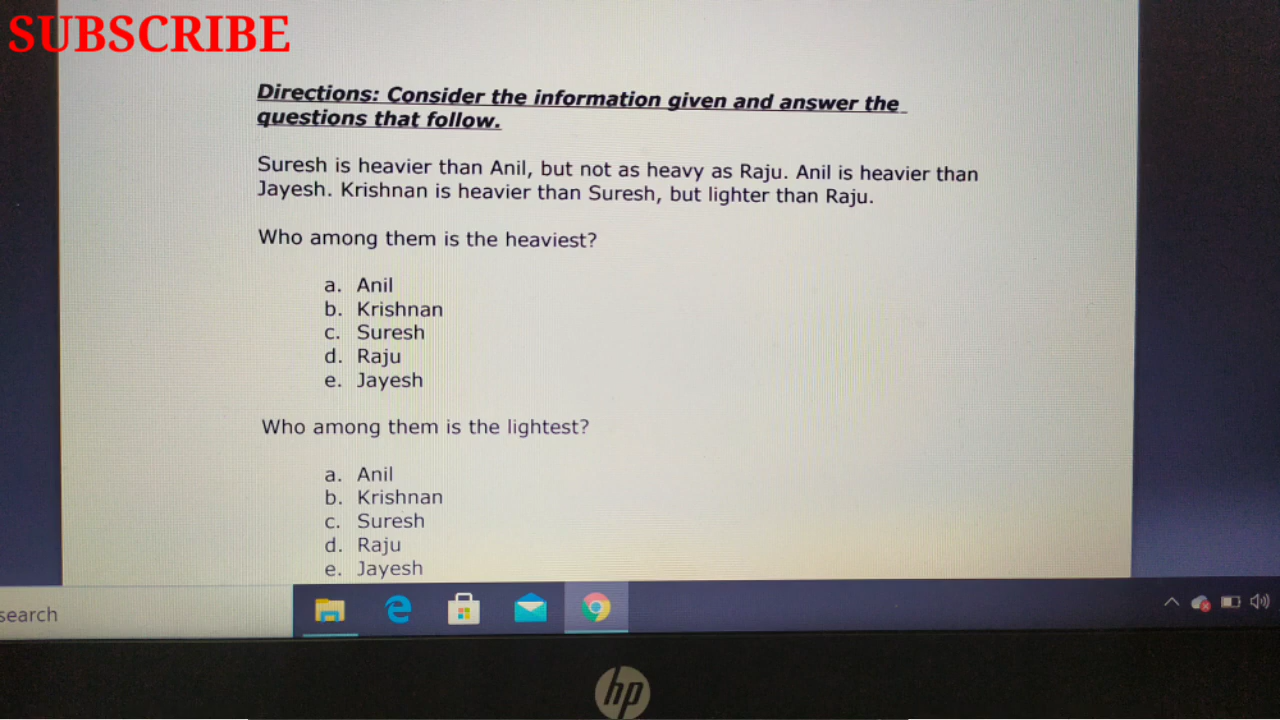 SUBSCRIBE
Directions: Consider the information given and answer the
questions that follow.
Suresh is heavier than Anil, but not as heavy as Raju. Anil is heavier than
Jayesh. Krishnan is heavier than Suresh, but lighter than Raju.
Who among them is the heaviest?
a. Anil
b. Krishnan
c. Suresh
d. Raju
e. Jayesh
Who among them is the lightest?
a. Anil
b. Krishnan
c. Suresh
d. Raju
e. Jayesh
search
hp